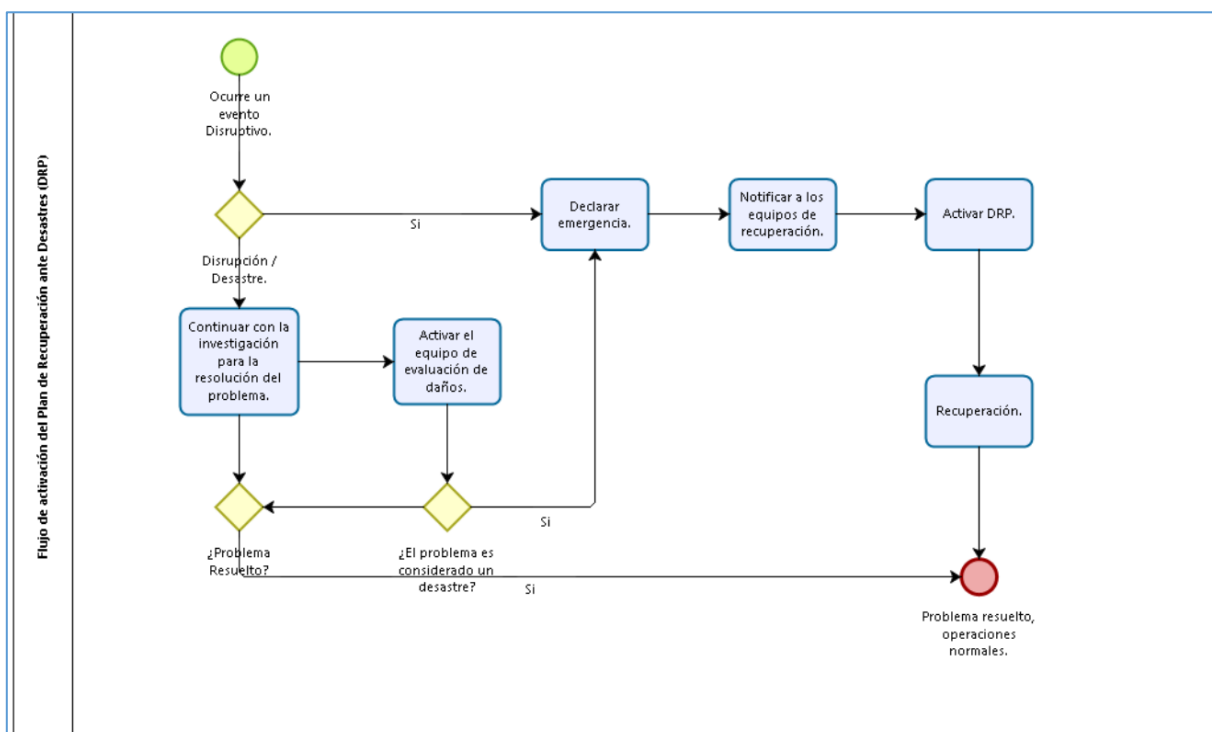 Flujo de activación del Plan de Recuperación ante Desastres (DRP)
Ocurre un
evento
Disruptivo.
Si
Disrupción /
Desastre.
Declarar
emergencia.
Notificar a los
equipos de
recuperación.
Activar DRP.
Continuar con la
investigación
para la
resolución del
problema.
Activar el
equipo de
evaluación de
daños.
Recuperación.
¿Problema
Resuelto?
¿El problema es
considerado un
desastre?
Si
Si
Problema resuelto,
operaciones
normales.